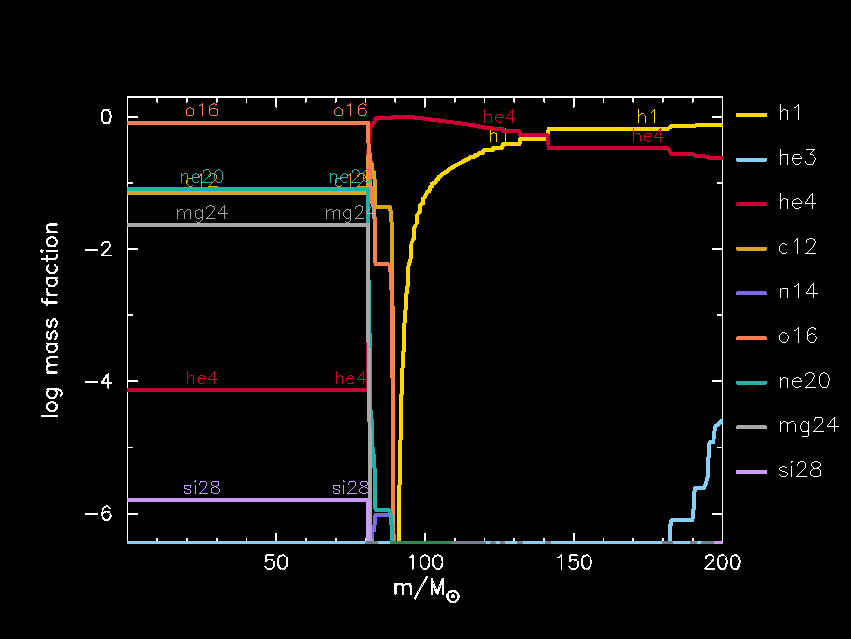 0
−2
−4
−6
log mass fraction
50
100
150
200
m/M⊙
o16
o16
ne20
ne20
c12
c12
mg24
mg24
he4
he4
si28
si28
he4
h1
h1
he4
h1
he3
he4
c12
n14
o16
ne20
mg24
si28